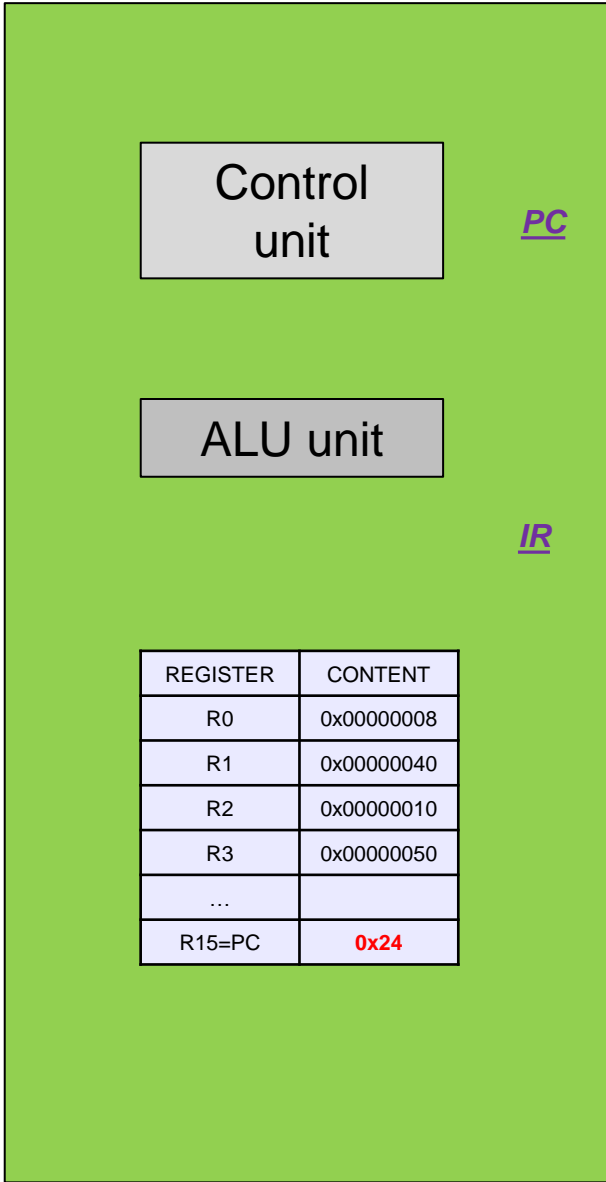 Control
unit
PC
ALU unit
IR
REGISTER CONTENT
R0 0x00000008
R1 0x00000040
R2 0x00000010
R3 0x00000050
…
R15=PC 0x24